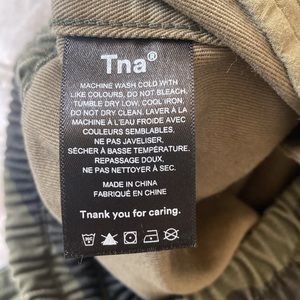 Tna®
MACHINE WASH COLD WITH
LIKE COLOURS, DO NOT BLEACH,
TUMBLE DRY LOW, COOL IRON,
DO NOT DRY CLEAN. LAVER À LA
MACHINE À L'EAU FROIDE AVEC
COULEURS SEMBLABLES,
NE PAS JAVELISER,
SÉCHER À BASSE TEMPÉRATURE.
REPASSAGE DOUX,
NE PAS NETTOYER À SEC.
MADE IN CHINA
FABRIQUÉ EN CHINE
Tnank you for caring.